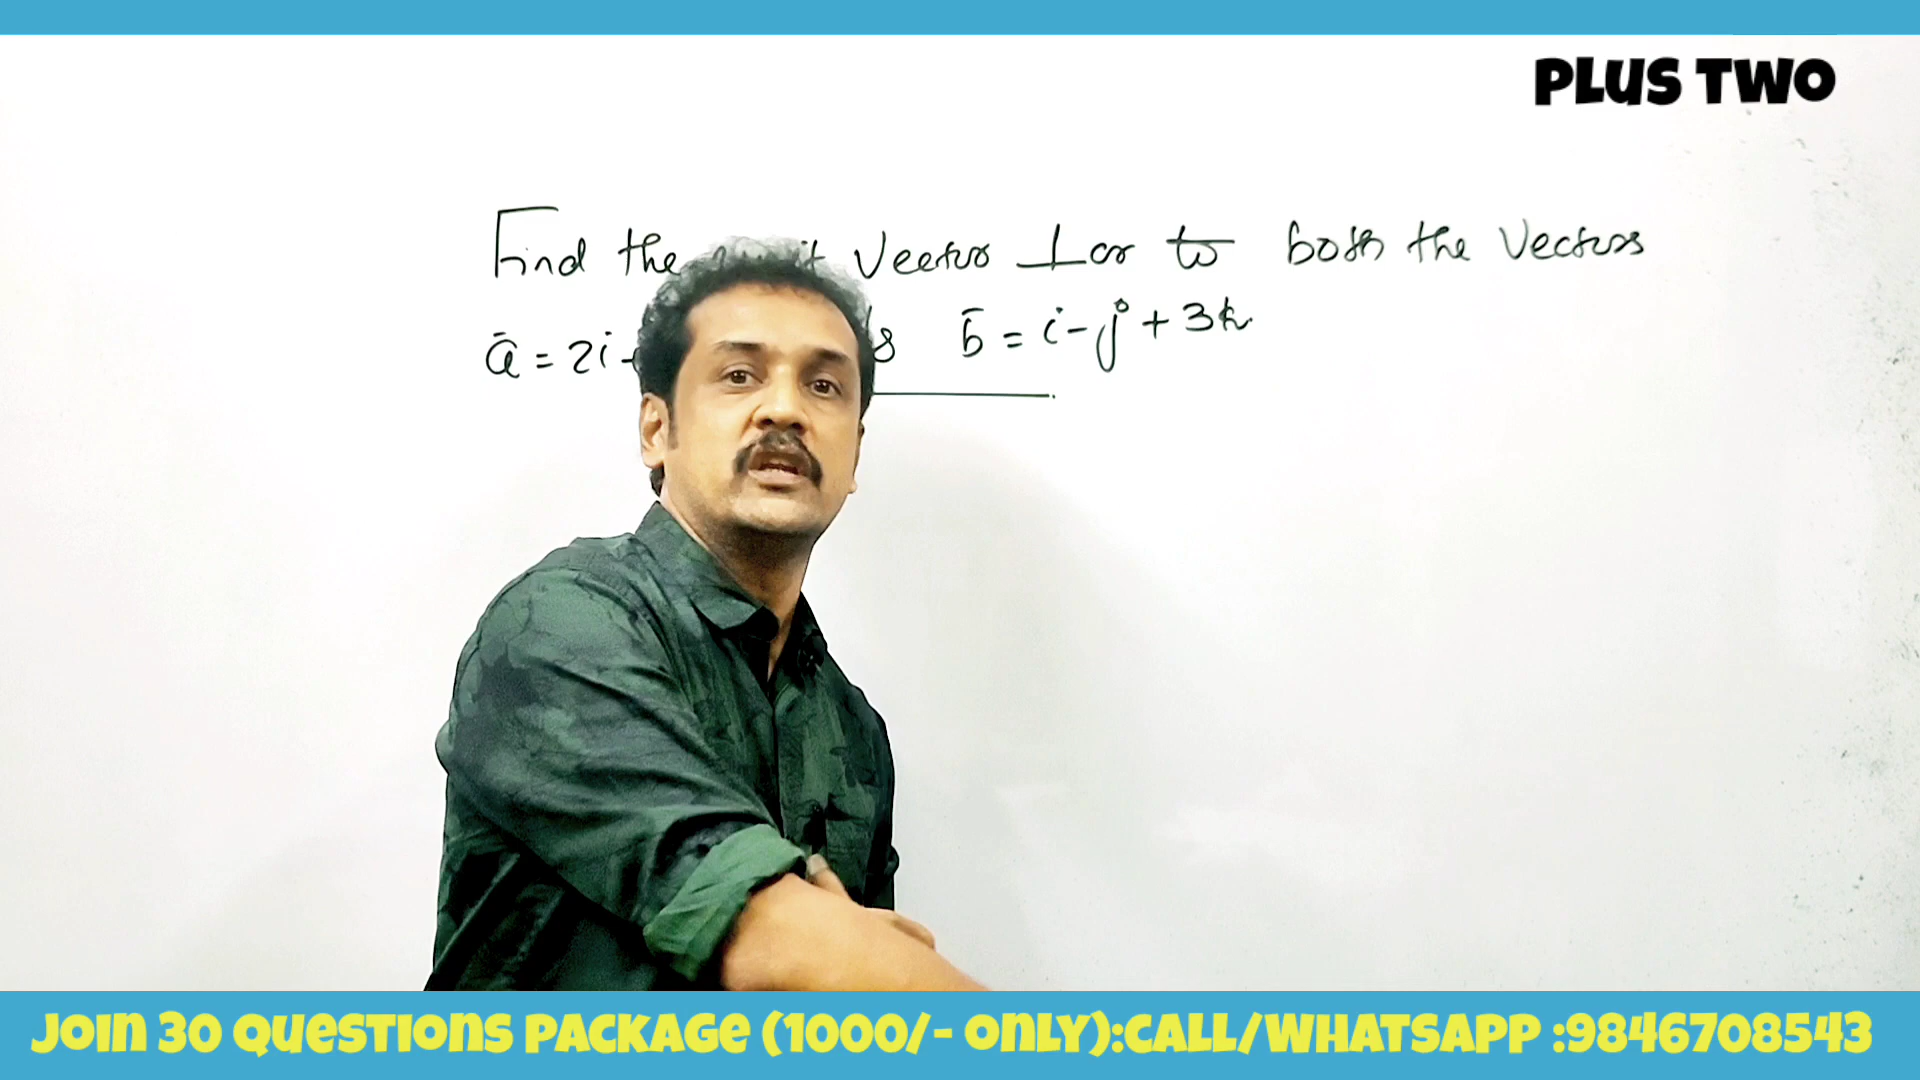 PLUS TWO
Find the unit Vector ⊥ar to both the Vectors
ā = 2i - & b̄ = i - j + 3k
JOIN 30 QUESTIONS PACKAGE (1000/- ONLY):CALL/WHATSAPP :9846708543